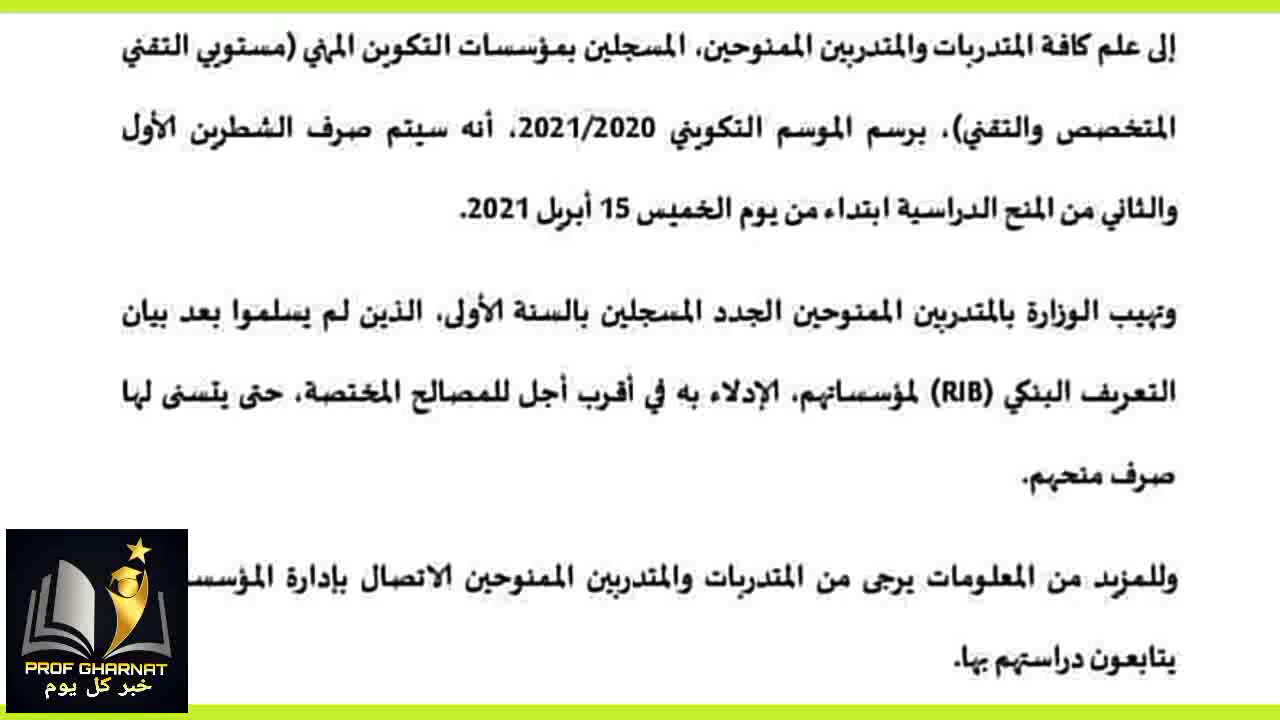 إلى علم كافة المتدربات والمتدربين الممنوحين، المسجلين بمؤسسات التكوين المهني (مستويي التقني
المتخصص والتقني)، برسم الموسم التكويني 2021/2020، أنه سيتم صرف الشطرين الأول
والثاني من المنح الدراسية ابتداء من يوم الخميس 15 أبريل 2021.
وتهيب الوزارة بالمتدربين الممنوحين الجدد المسجلين بالسنة الأولى، الذين لم يسلموا بعد بيان
التعريف البنكي (RIB) لمؤسساتهم، الإدلاء به في أقرب أجل للمصالح المختصة، حتى يتسنى لها
صرف منحهم.
وللمزيد من المعلومات يرجى من المتدربات والمتدربين الممنوحين الاتصال بإدارة
يتابعون دراستهم بها.
PROF GHARNAT
خبر كل يوم